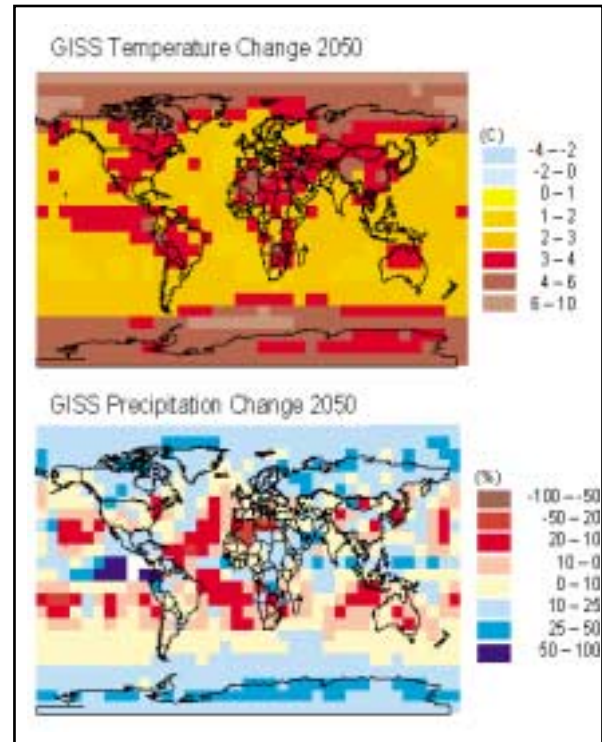 GISS Temperature Change 2050
(C)
-4 – -2
-2 – 0
0 – 1
1 – 2
2 – 3
3 – 4
4 – 6
6 – 10
GISS Precipitation Change 2050
(%)
-100 – -50
-50 – 20
20 – 10
10 – 0
0 – 10
10 – 25
25 – 50
50 – 100